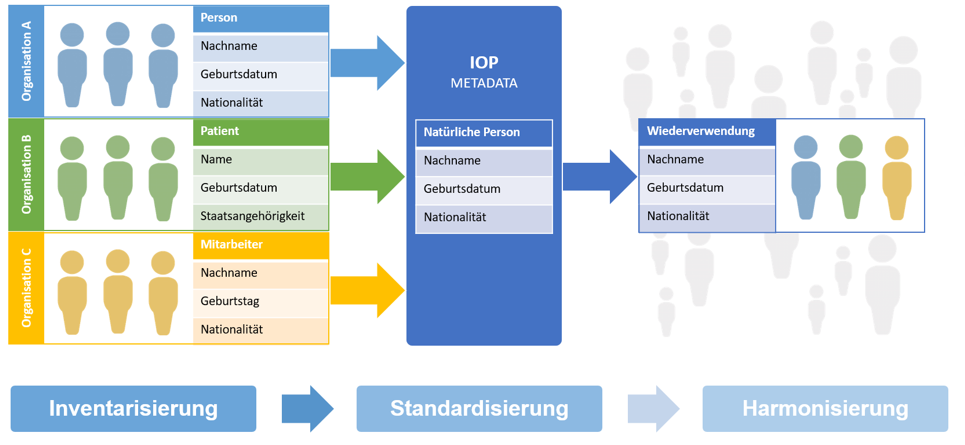 Organisation A
Person
Nachname
Geburtsdatum
Nationalität
Organisation B
Patient
Name
Geburtsdatum
Staatsangehörigkeit
Organisation C
Mitarbeiter
Nachname
Geburtstag
Nationalität
IOP
METADATA
Natürliche Person
Nachname
Geburtsdatum
Nationalität
Wiederverwendung
Nachname
Geburtsdatum
Nationalität
Inventarisierung
Standardisierung
Harmonisierung